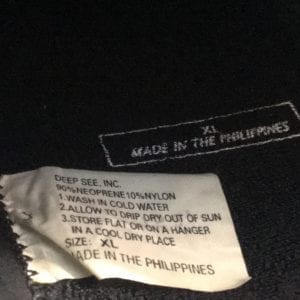 XL
MADE IN THE PHILIPPINES
DEEP SEE, INC.
90%NEOPRENE10%NYLON
1.WASH IN COLD WATER
2.ALLOW TO DRIP DRY OUT OF SUN
3.STORE FLAT OR ON A HANGER
IN A COOL DRY PLACE
SIZE: XL
MADE IN THE PHILIPPINES